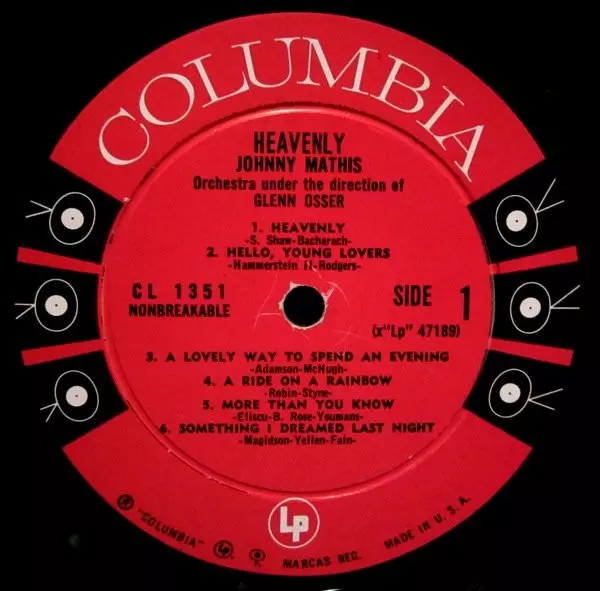 COLUMBIA
HEAVENLY
JOHNNY MATHIS
Orchestra under the direction of
GLENN OSSER
1. HEAVENLY
-S. Shaw-Bacharach-
2. HELLO, YOUNG LOVERS
-Hammerstein II-Rodgers-
CL 1351
NONBREAKABLE
SIDE 1
(x"Lp" 47189)
3. A LOVELY WAY TO SPEND AN EVENING
-Adamson-McHugh-
4. A RIDE ON A RAINBOW
-Robin-Styne-
5. MORE THAN YOU KNOW
-Eliscu-B. Rose-Youmans-
6. SOMETHING I DREAMED LAST NIGHT
-Magidson-Yellen-Fain-
Lp
® "COLUMBIA" Lp MARCAS REG. MADE IN U.S.A.